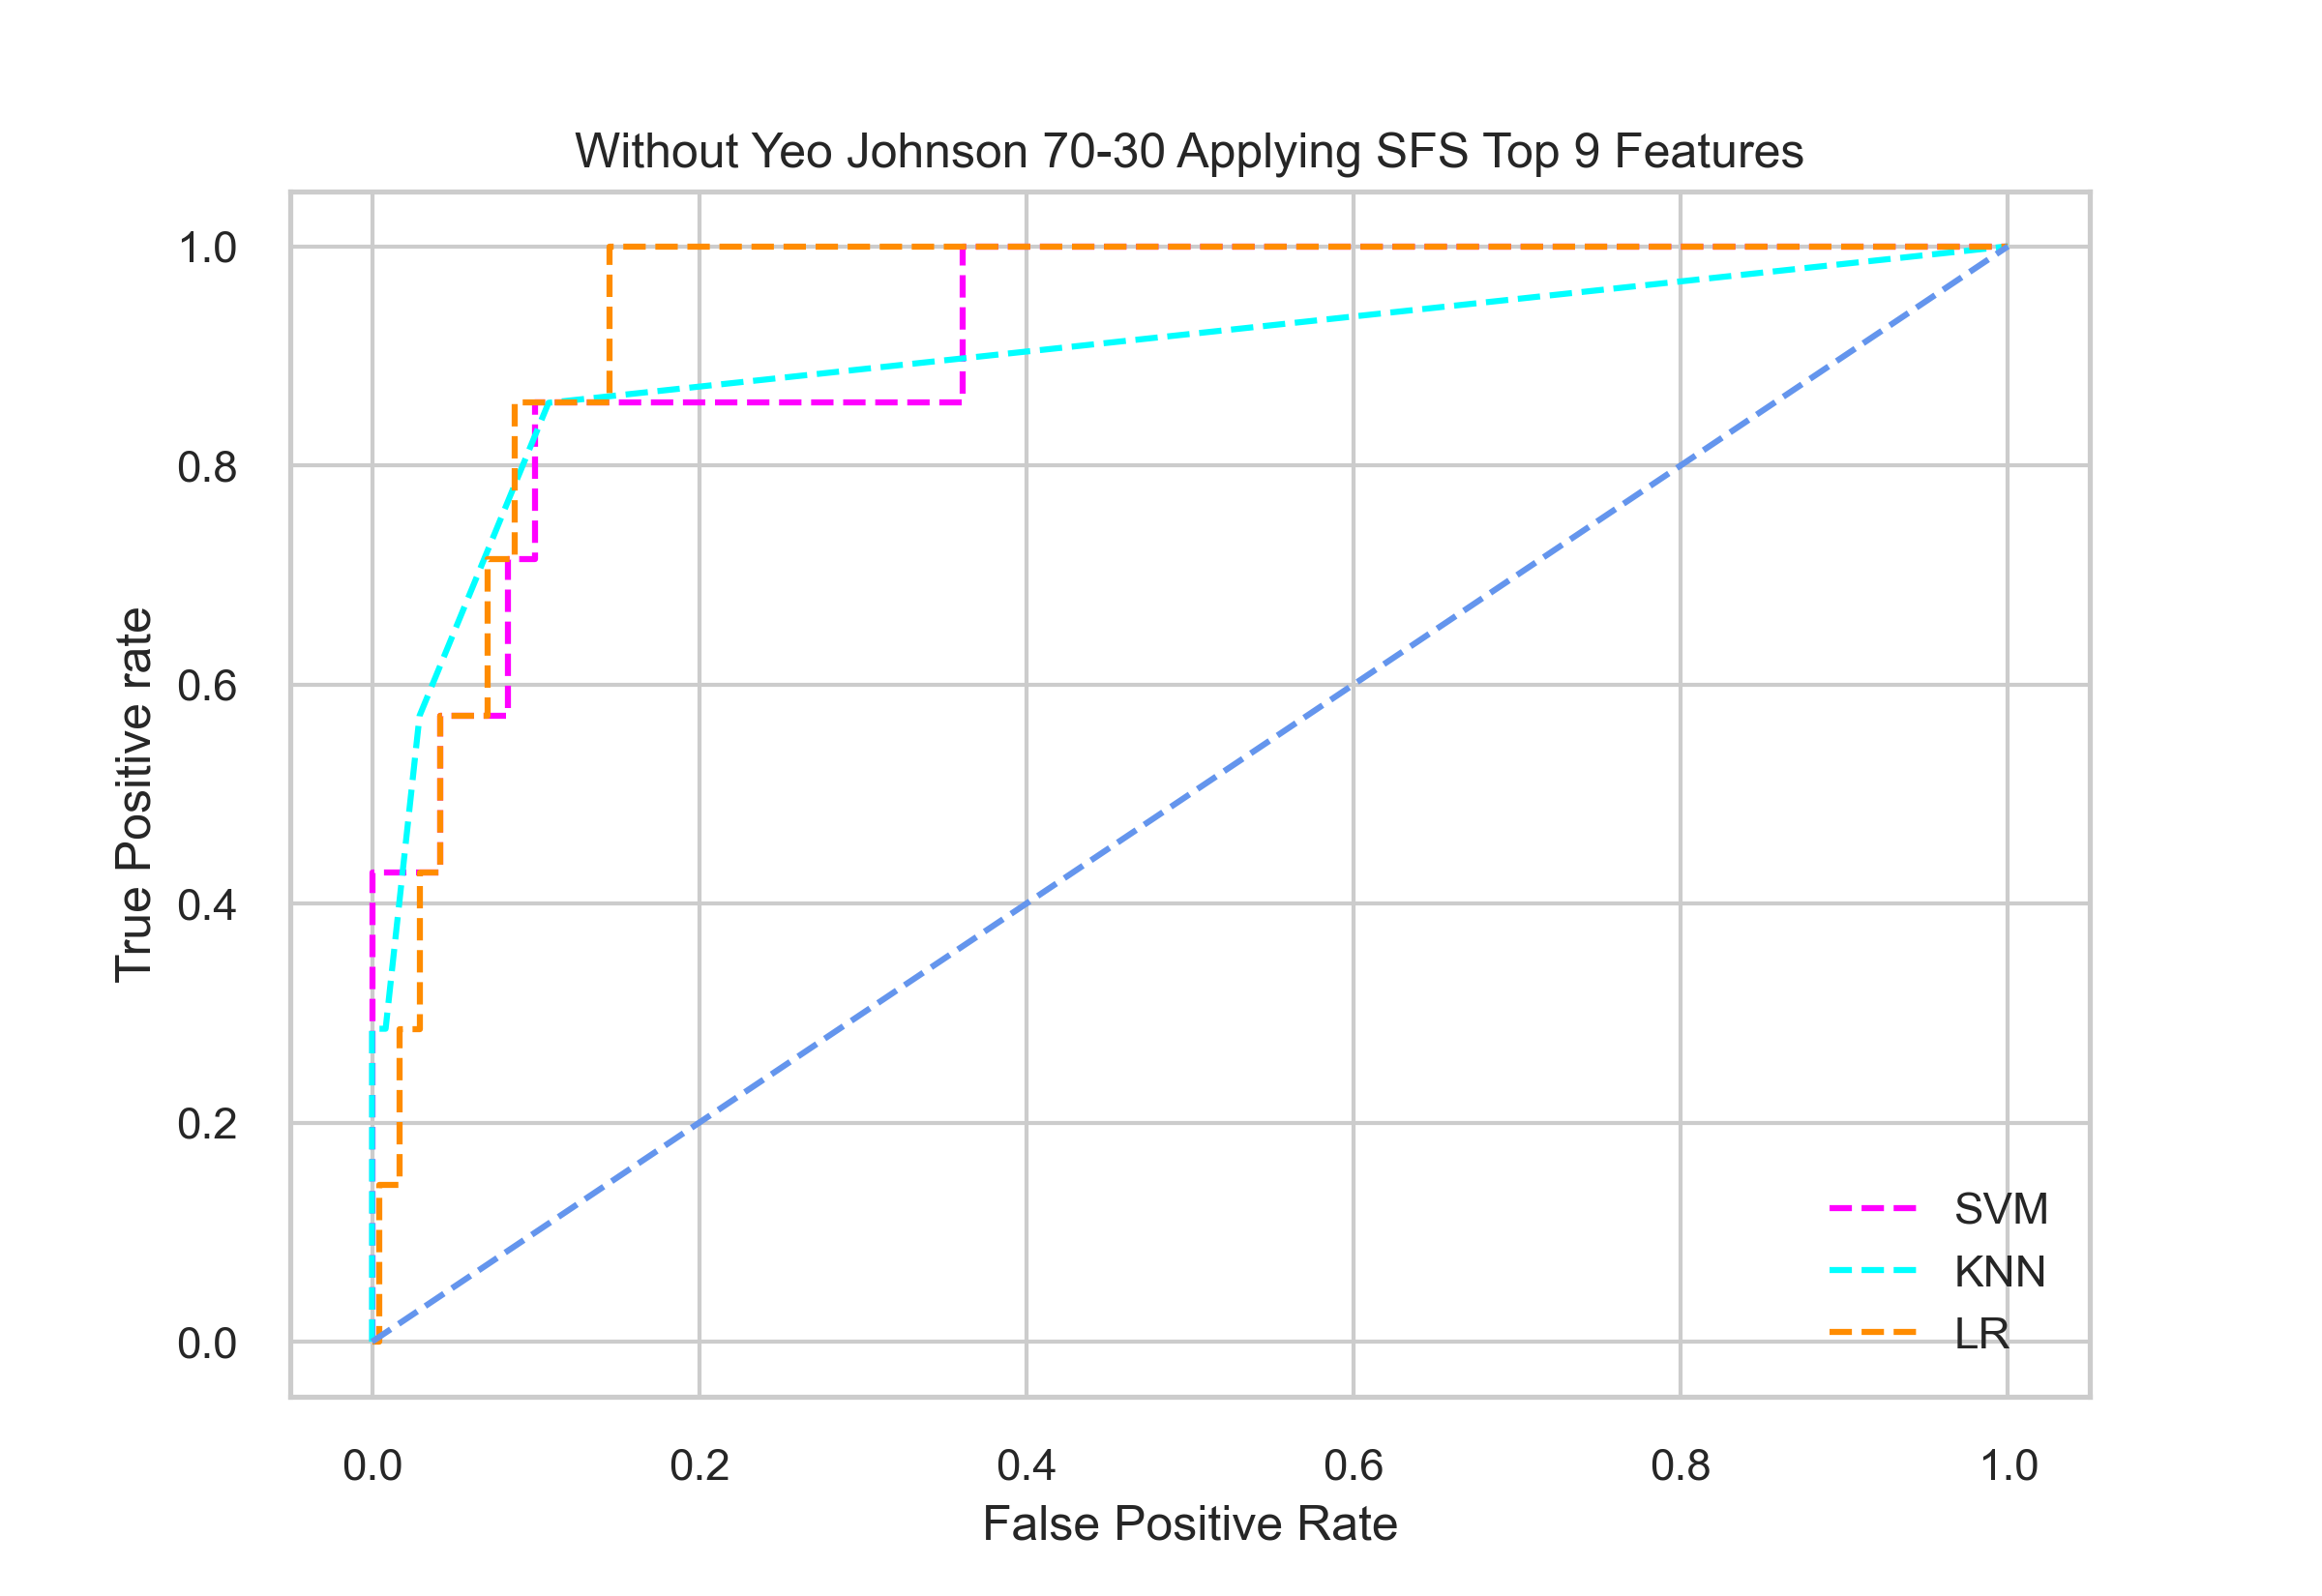 Without Yeo Johnson 70-30 Applying SFS Top 9 Features
1.0
0.8
0.6
0.4
0.2
0.0
True Positive rate
SVM
KNN
LR
0.0 0.2 0.4 0.6 0.8 1.0
False Positive Rate